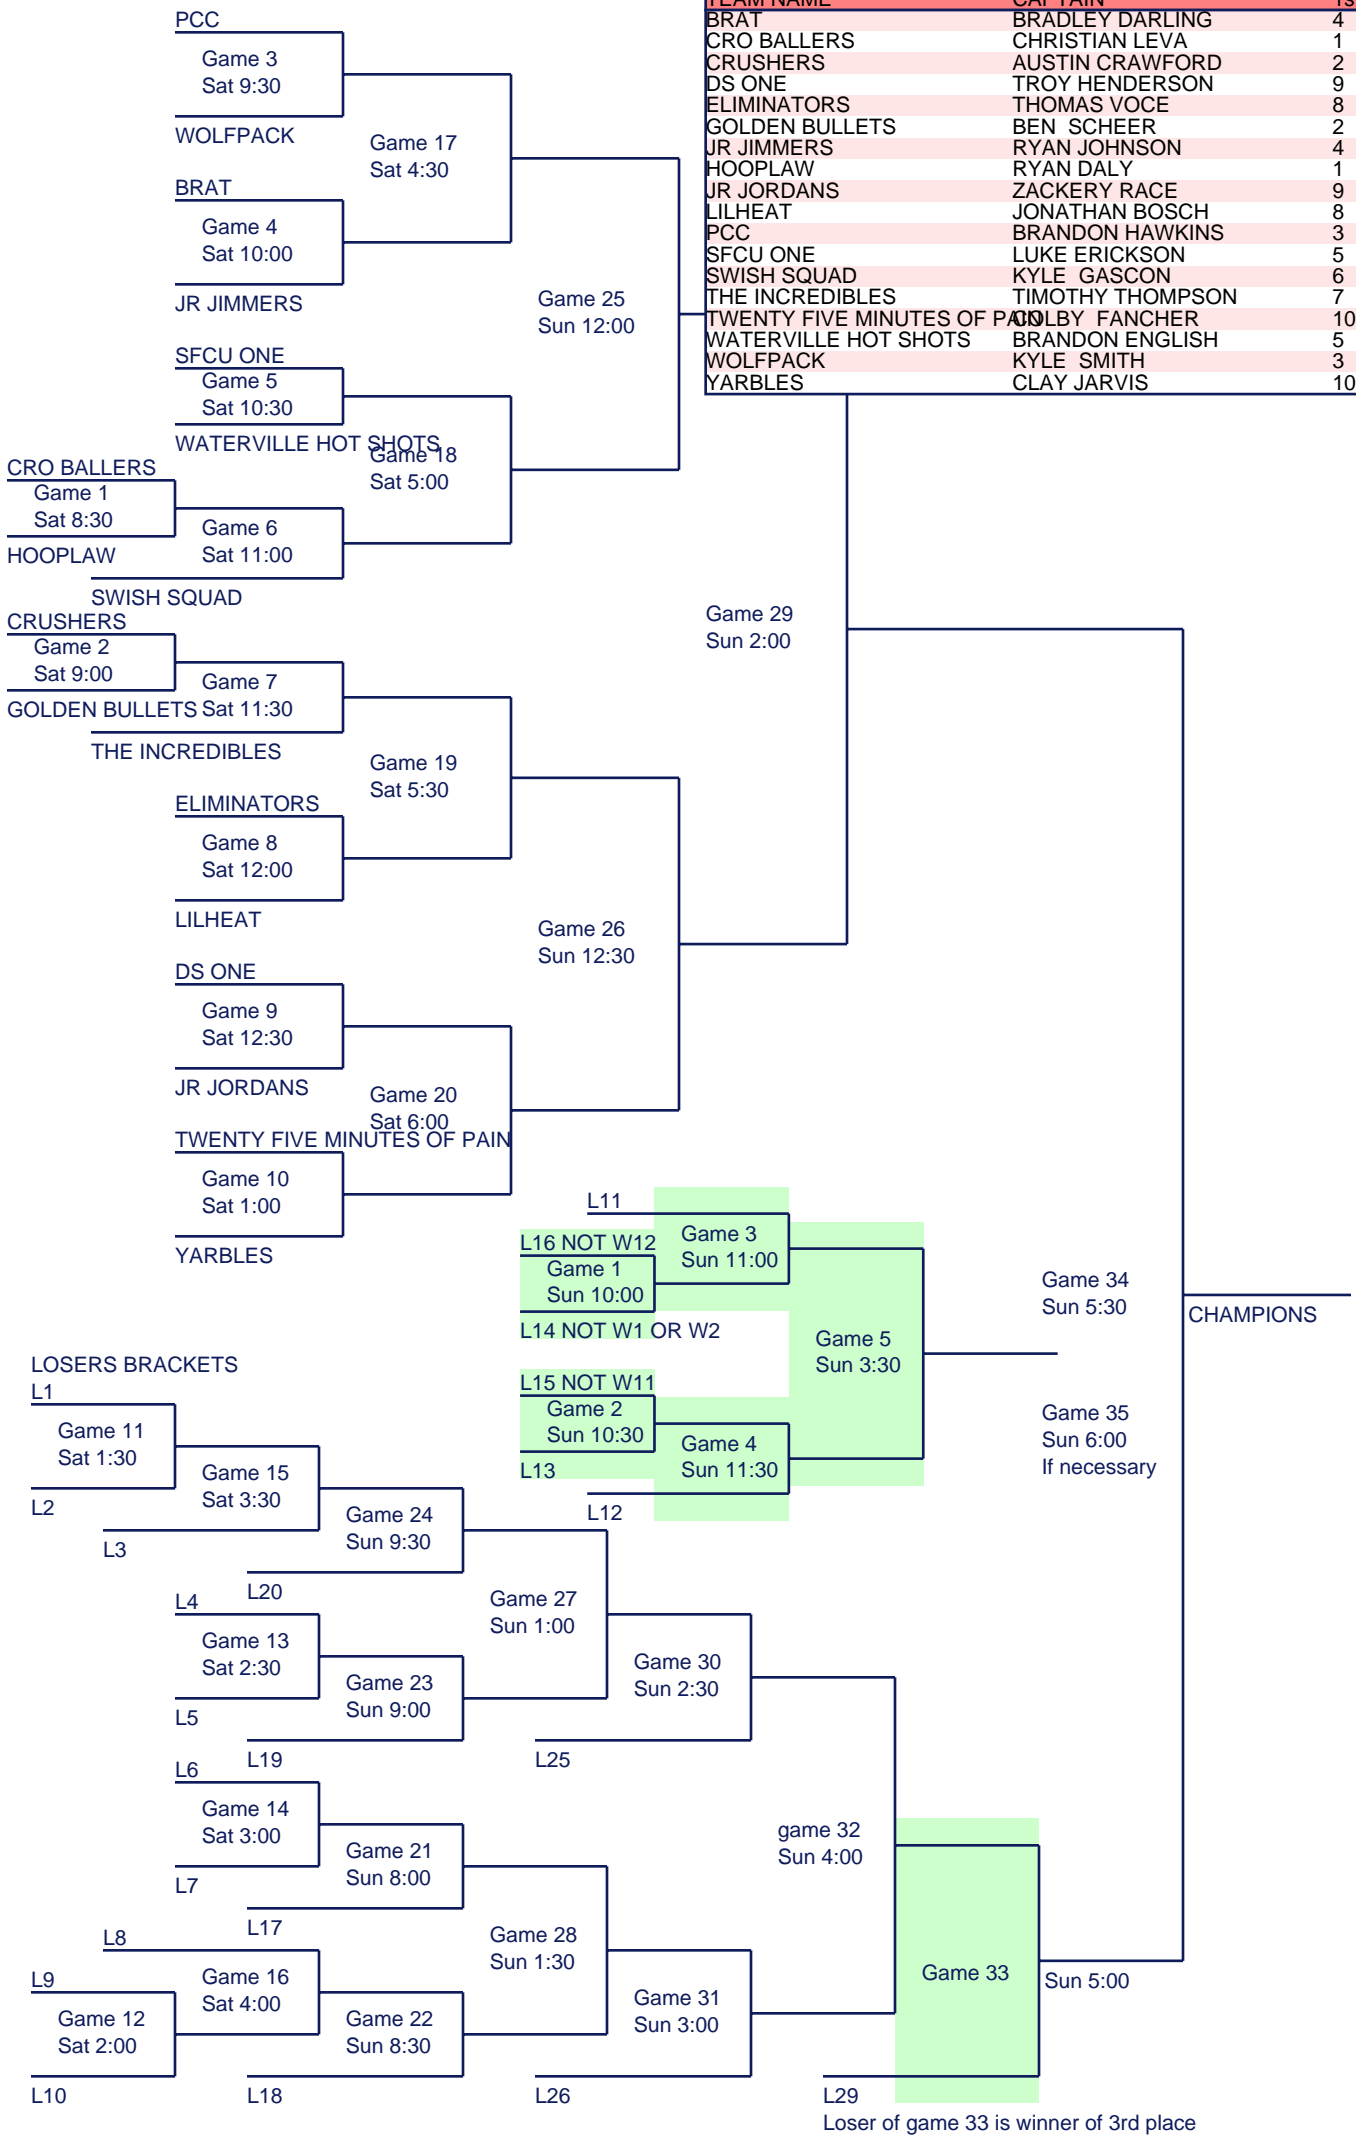 TEAM NAME CAPTAIN 1s
BRAT BRADLEY DARLING 4
CRO BALLERS CHRISTIAN LEVA 1
CRUSHERS AUSTIN CRAWFORD 2
DS ONE TROY HENDERSON 9
ELIMINATORS THOMAS VOCE 8
GOLDEN BULLETS BEN SCHEER 2
JR JIMMERS RYAN JOHNSON 4
HOOPLAW RYAN DALY 1
JR JORDANS ZACKERY RACE 9
LILHEAT JONATHAN BOSCH 8
PCC BRANDON HAWKINS 3
SFCU ONE LUKE ERICKSON 5
SWISH SQUAD KYLE GASCON 6
THE INCREDIBLES TIMOTHY THOMPSON 7
TWENTY FIVE MINUTES OF PAIN COLBY FANCHER 10
WATERVILLE HOT SHOTS BRANDON ENGLISH 5
WOLFPACK KYLE SMITH 3
YARBLES CLAY JARVIS 10
PCC
Game 3
Sat 9:30
WOLFPACK
Game 17
Sat 4:30
BRAT
Game 4
Sat 10:00
JR JIMMERS
Game 25
Sun 12:00
SFCU ONE
Game 5
Sat 10:30
WATERVILLE HOT SHOTS
Game 18
Sat 5:00
CRO BALLERS
Game 1
Sat 8:30
HOOPLAW
Game 6
Sat 11:00
SWISH SQUAD
Game 29
Sun 2:00
CRUSHERS
Game 2
Sat 9:00
GOLDEN BULLETS
Game 7
Sat 11:30
THE INCREDIBLES
Game 19
Sat 5:30
ELIMINATORS
Game 8
Sat 12:00
LILHEAT
Game 26
Sun 12:30
DS ONE
Game 9
Sat 12:30
JR JORDANS
Game 20
Sat 6:00
TWENTY FIVE MINUTES OF PAIN
Game 10
Sat 1:00
YARBLES
L11
L16 NOT W12
Game 1
Sun 10:00
L14 NOT W1 OR W2
Game 3
Sun 11:00
Game 5
Sun 3:30
L15 NOT W11
Game 2
Sun 10:30
L13
Game 4
Sun 11:30
L12
Game 34
Sun 5:30
CHAMPIONS
Game 35
Sun 6:00
If necessary
LOSERS BRACKETS
L1
Game 11
Sat 1:30
L2
Game 15
Sat 3:30
L3
Game 24
Sun 9:30
L20
L4
Game 13
Sat 2:30
L5
Game 23
Sun 9:00
L19
Game 27
Sun 1:00
Game 30
Sun 2:30
L25
L6
Game 14
Sat 3:00
L7
Game 21
Sun 8:00
L17
game 32
Sun 4:00
L8
L9
Game 12
Sat 2:00
L10
Game 16
Sat 4:00
Game 22
Sun 8:30
L18
Game 28
Sun 1:30
Game 31
Sun 3:00
L26
Game 33
Sun 5:00
L29
Loser of game 33 is winner of 3rd place